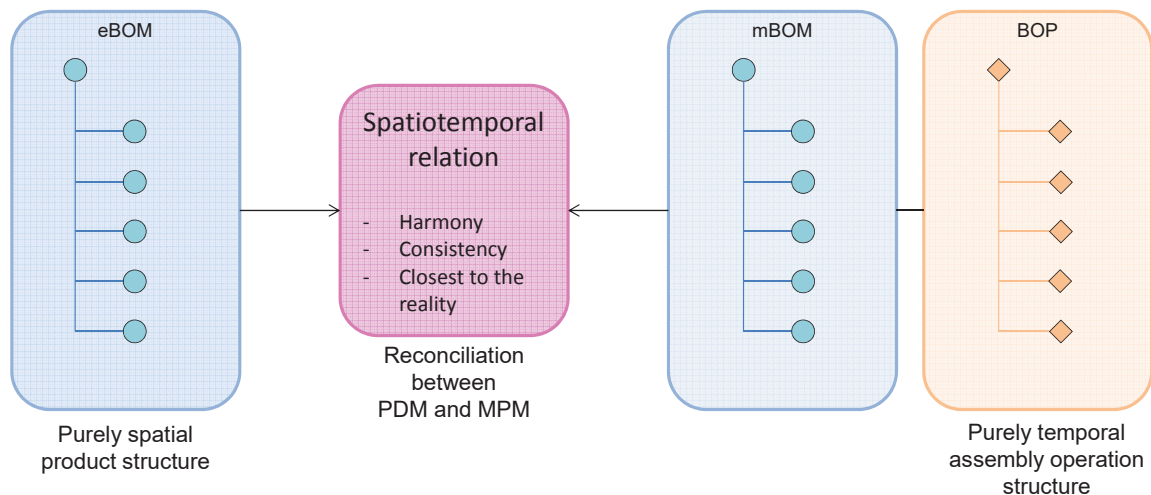 eBOM
Purely spatial
product structure
Spatiotemporal
relation
- Harmony
- Consistency
- Closest to the
reality
Reconciliation
between
PDM and MPM
mBOM
BOP
Purely temporal
assembly operation
structure